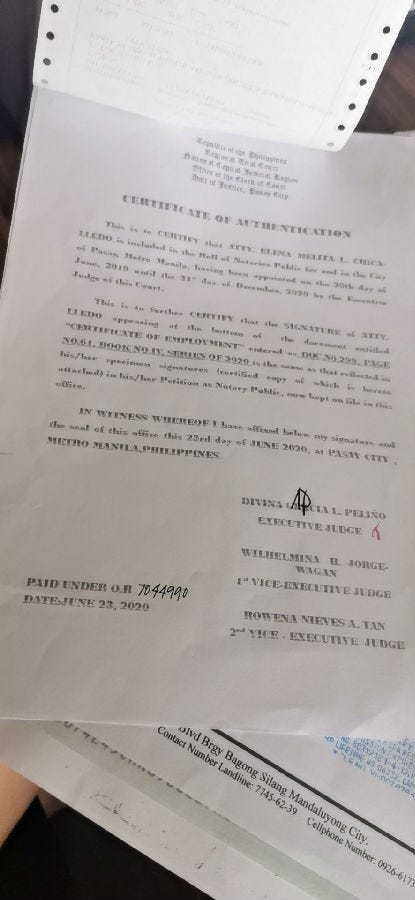 Republic of the Philippines
Regional Trial Court
National Capital Judicial Region
Office of the Clerk of Court
Hall of Justice, Pasay City
CERTIFICATE OF AUTHENTICATION
This is to CERTIFY that ATTY. ELENA MELITA L. CHICA-
LLEDO is included in the Roll of Notaries Public for and in the City
of Pasay, Metro Manila, having been appointed on the 20th day of
June, 2019 until the 31st day of December, 2020 by the Executive
Judge of this Court.
This is to further CERTIFY that the SIGNATURE of ATTY.
LLEDO appearing at the bottom of the document entitled
"CERTIFICATE OF EMPLOYMENT" entered as DOC.NO.295, PAGE
NO.61, BOOK NO.IV, SERIES OF 2020 is the same as that reflected in
his/her specimen signatures (certified copy of which is hereto
attached) in his/her Petition as Notary Public, now kept on file in this
office.
IN WITNESS WHEREOF I have affixed below my signature and
the seal of this office this 23rd day of JUNE 2020, at PASAY CITY ,
METRO MANILA,PHILIPPINES.
DIVINA GRACIA L. PELIÑO
EXECUTIVE JUDGE
WILHELMINA B. JORGE-
WAGAN
1st VICE-EXECUTIVE JUDGE
PAID UNDER O.R 7044990
DATE:JUNE 23, 2020
ROWENA NIEVES A. TAN
2nd VICE - EXECUTIVE JUDGE
Blvd Brgy Bagong Silang Mandaluyong City.
Contact Number Landline: 7745-62-39 Cellphone Number: 0926-6173